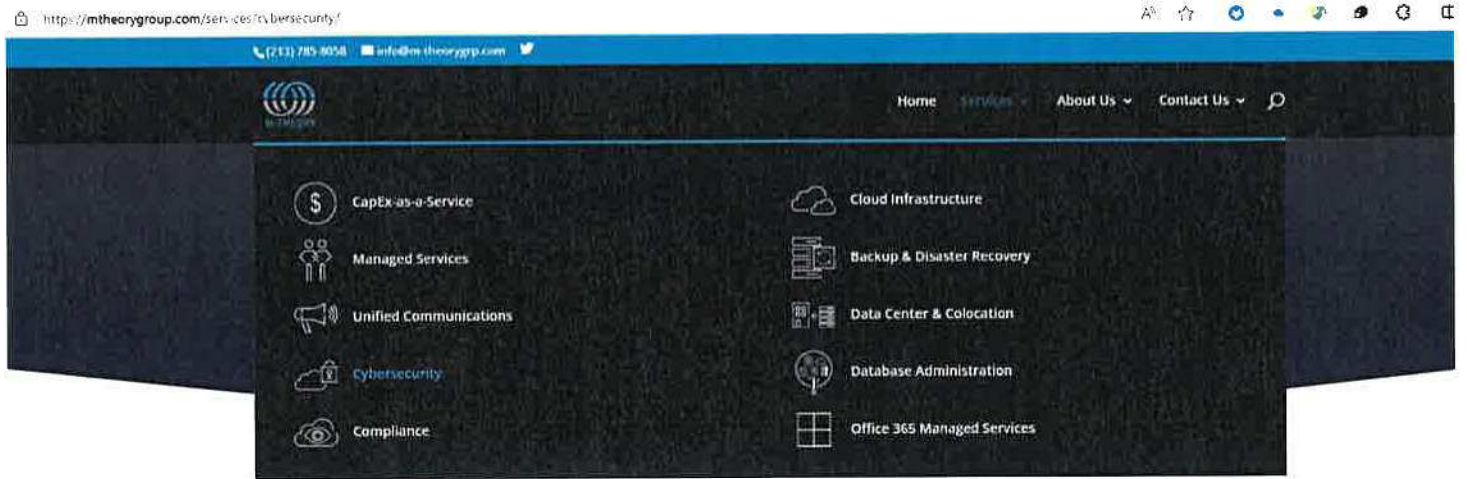 https://mtheorygroup.com/services/cybersecurity/
(213) 785-8058 info@m-theorygrp.com
M-THEORY
Home Services About Us Contact Us
CapEx-as-a-Service
Cloud Infrastructure
Managed Services
Backup & Disaster Recovery
Unified Communications
Data Center & Colocation
Cybersecurity
Database Administration
Compliance
Office 365 Managed Services